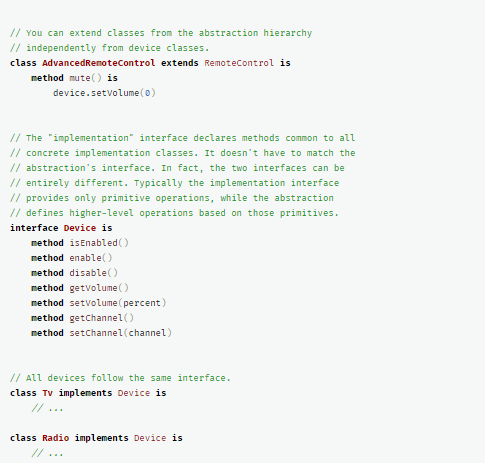 // You can extend classes from the abstraction hierarchy
// independently from device classes.
class AdvancedRemoteControl extends RemoteControl is
    method mute() is
        device.setVolume(0)
// The "implementation" interface declares methods common to all
// concrete implementation classes. It doesn't have to match the
// abstraction's interface. In fact, the two interfaces can be
// entirely different. Typically the implementation interface
// provides only primitive operations, while the abstraction
// defines higher-level operations based on those primitives.
interface Device is
    method isEnabled()
    method enable()
    method disable()
    method getVolume()
    method setVolume(percent)
    method getChannel()
    method setChannel(channel)
// All devices follow the same interface.
class Tv implements Device is
    // ...
class Radio implements Device is
    // ...